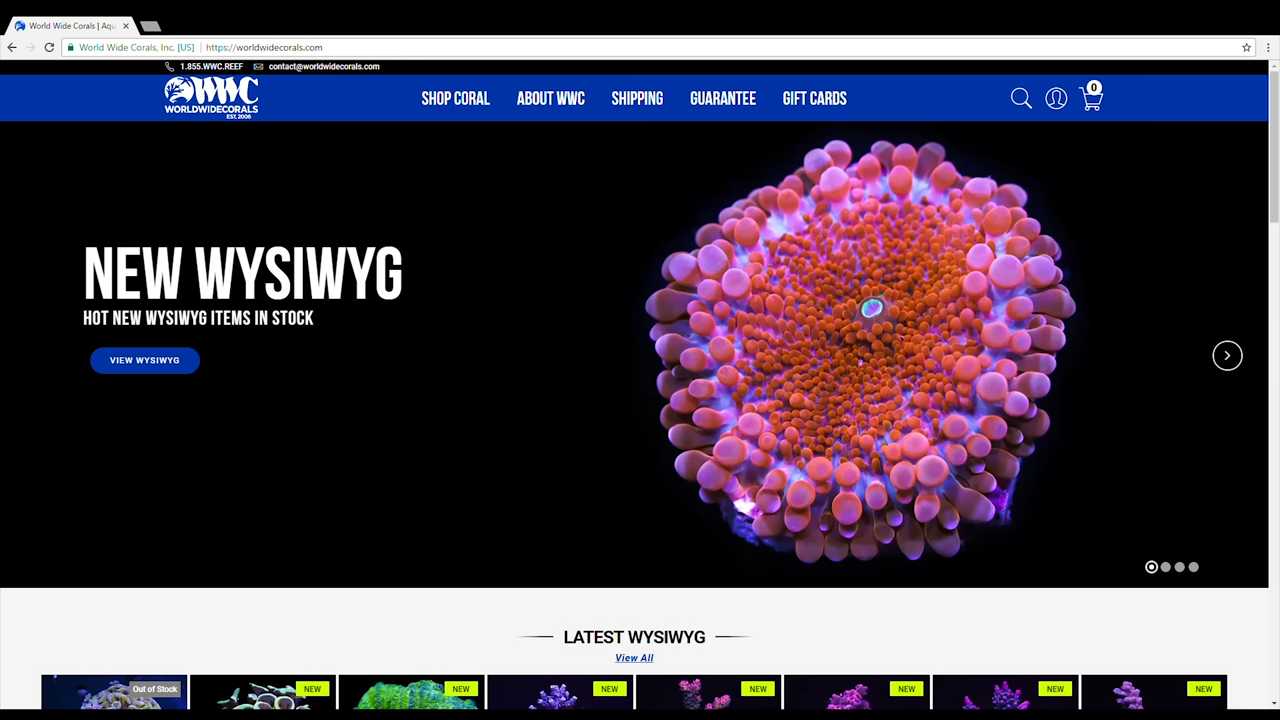 World Wide Corals | Aqu
World Wide Corals, Inc. [US]
https://worldwidecorals.com
1.855.WWC.REEF
contact@worldwidecorals.com
WWC
WORLDWIDECORALS
EST. 2006
SHOP CORAL
ABOUT WWC
SHIPPING
GUARANTEE
GIFT CARDS
0
NEW WYSIWYG
HOT NEW WYSIWYG ITEMS IN STOCK
VIEW WYSIWYG
LATEST WYSIWYG
View All
Out of Stock
NEW
NEW
NEW
NEW
NEW
NEW
NEW